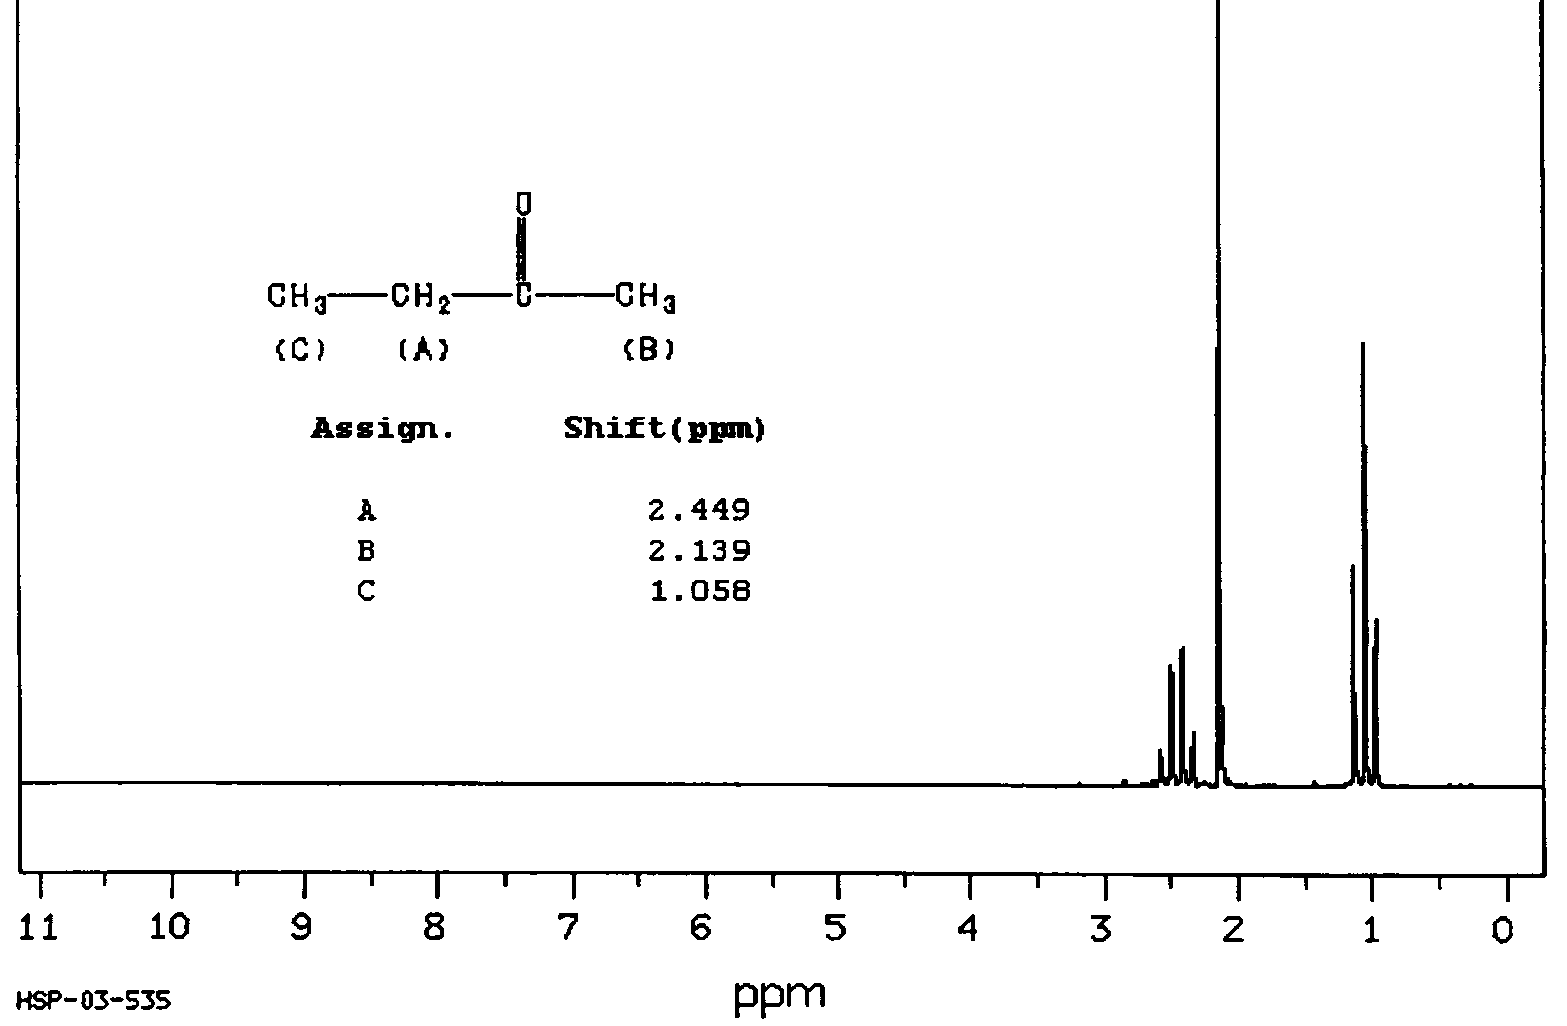 O
CH₃—CH₂—C—CH₃
(C) (A) (B)
Assign. Shift(ppm)
A 2.449
B 2.139
C 1.058
11 10 9 8 7 6 5 4 3 2 1 0
HSP-03-535 ppm